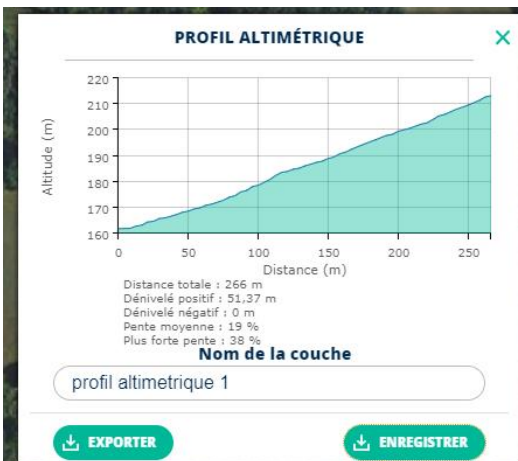 PROFIL ALTIMÉTRIQUE
×
220
210
200
190
180
170
160
Altitude (m)
0 50 100 150 200 250
Distance (m)
Distance totale : 266 m
Dénivelé positif : 51,37 m
Dénivelé négatif : 0 m
Pente moyenne : 19 %
Plus forte pente : 38 %
Nom de la couche
profil altimetrique 1
EXPORTER ENREGISTRER